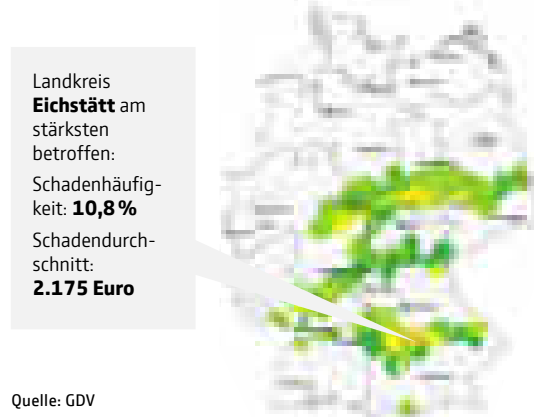 Landkreis
Eichstätt am
stärksten
betroffen:
Schadenhäufig-
keit: 10,8 %
Schadendurch-
schnitt:
2.175 Euro
Quelle: GDV